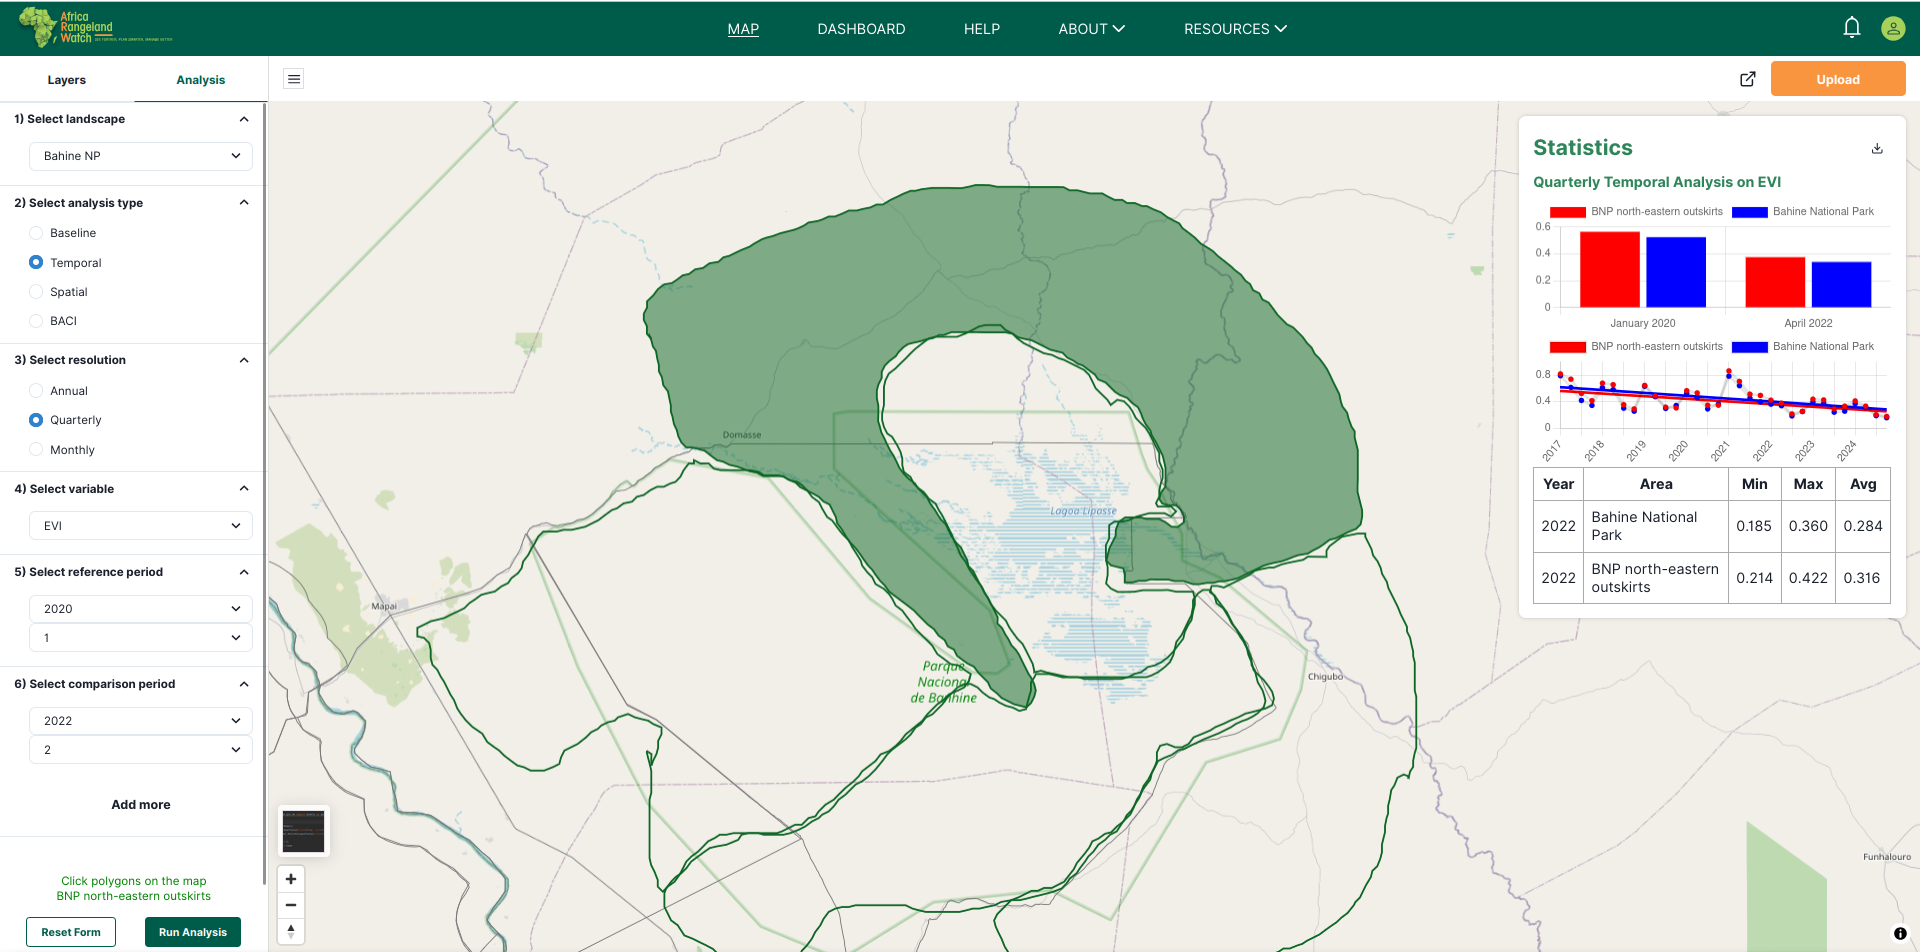 Africa
Rangeland
Watch
MAP
DASHBOARD
HELP
ABOUT
RESOURCES
Layers
Analysis
Upload
1) Select landscape
Bahine NP
2) Select analysis type
Baseline
Temporal
Spatial
BACI
3) Select resolution
Annual
Quarterly
Monthly
4) Select variable
EVI
5) Select reference period
2020
1
6) Select comparison period
2022
2
Add more
Click polygons on the map
BNP north-eastern outskirts
Reset Form
Run Analysis
Domasse
Lagoa Lipasse
Mapai
Parque
Nacional
de Banhine
Chigubo
Funhalouro
Statistics
Quarterly Temporal Analysis on EVI
BNP north-eastern outskirts Bahine National Park
0.6
0.4
0.2
0
January 2020 April 2022
BNP north-eastern outskirts Bahine National Park
0.8
0.4
0
2017 2018 2019 2020 2021 2022 2023 2024
Year Area Min Max Avg
2022 Bahine National Park 0.185 0.360 0.284
2022 BNP north-eastern outskirts 0.214 0.422 0.316